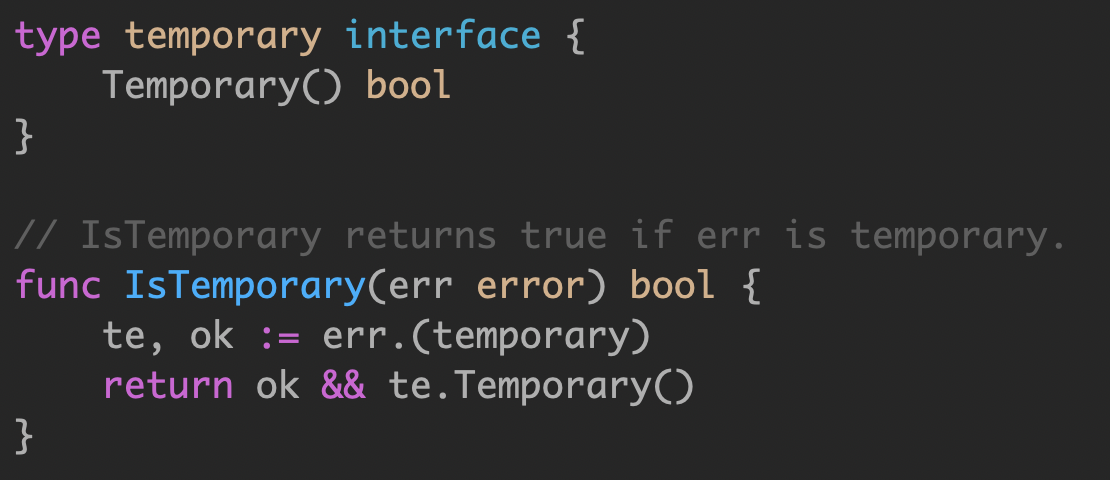 type temporary interface {
    Temporary() bool
}

// IsTemporary returns true if err is temporary.
func IsTemporary(err error) bool {
    te, ok := err.(temporary)
    return ok && te.Temporary()
}